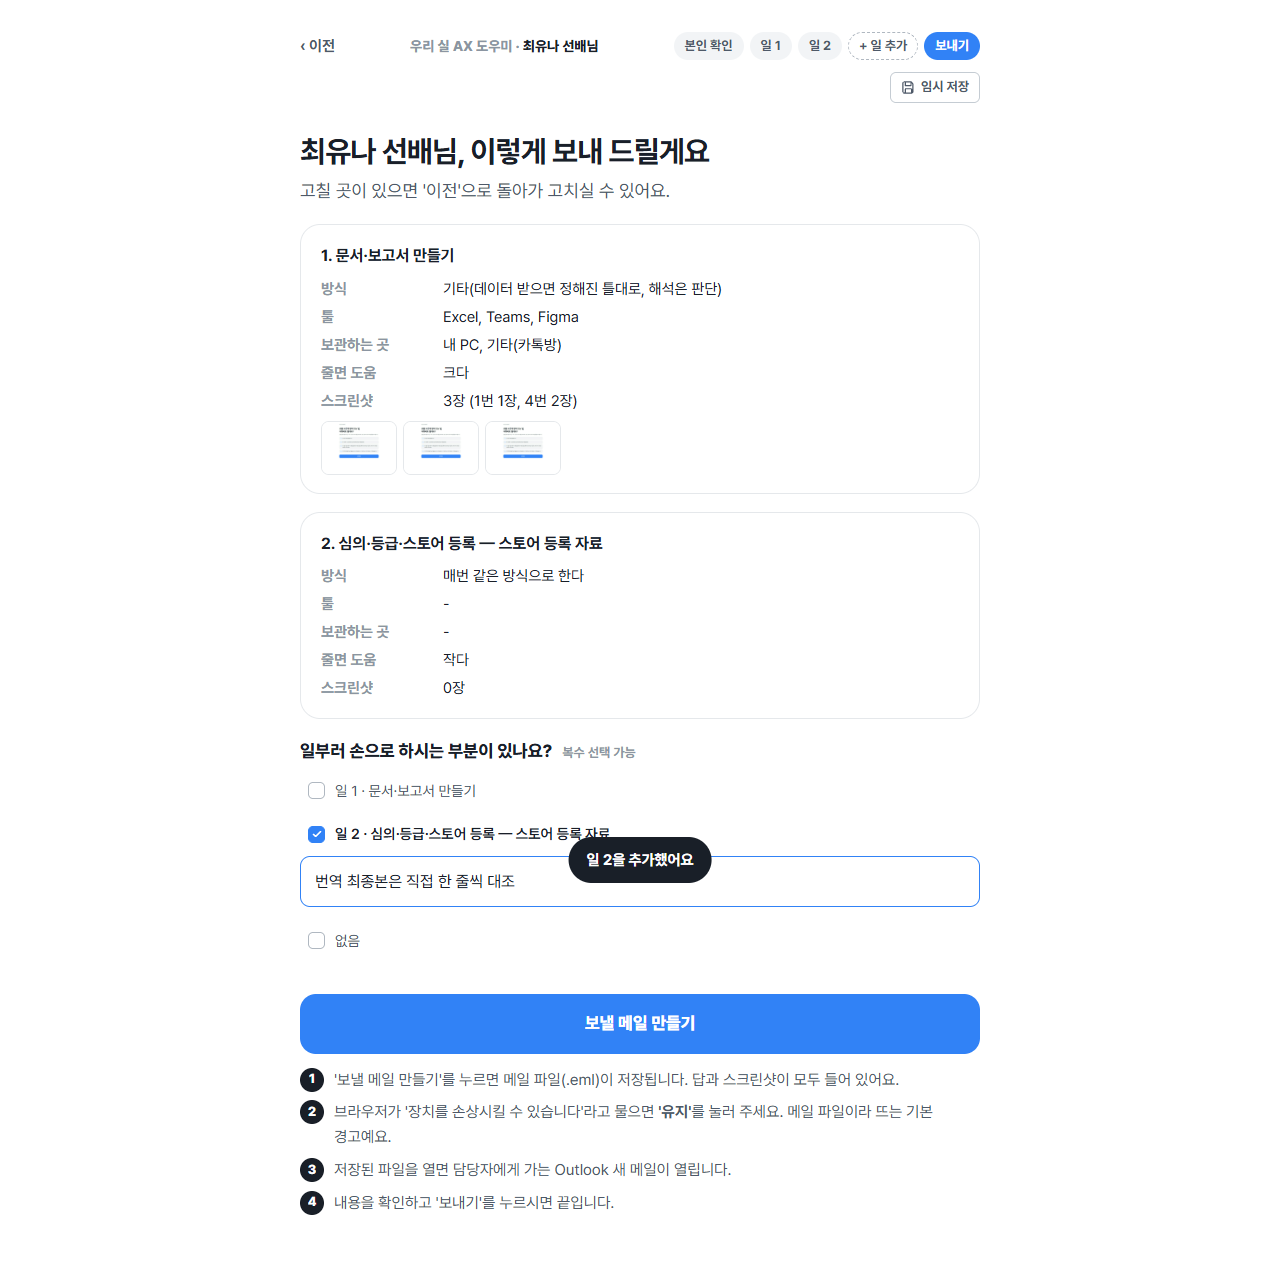 ‹ 이전
우리 실 AX 도우미 · 최유나 선배님
본인 확인
일 1
일 2
+ 일 추가
보내기
임시 저장
최유나 선배님, 이렇게 보내 드릴게요
고칠 곳이 있으면 '이전'으로 돌아가 고치실 수 있어요.
1. 문서·보고서 만들기
방식 기타(데이터 받으면 정해진 틀대로, 해석은 판단)
툴 Excel, Teams, Figma
보관하는 곳 내 PC, 기타(카톡방)
줄면 도움 크다
스크린샷 3장 (1번 1장, 4번 2장)
2. 심의·등급·스토어 등록 — 스토어 등록 자료
방식 매번 같은 방식으로 한다
툴 -
보관하는 곳 -
줄면 도움 작다
스크린샷 0장
일부러 손으로 하시는 부분이 있나요? 복수 선택 가능
일 1 · 문서·보고서 만들기
일 2 · 심의·등급·스토어 등록 — 스토어 등록 자료
일 2을 추가했어요
번역 최종본은 직접 한 줄씩 대조
없음
보낼 메일 만들기
1 '보낼 메일 만들기'를 누르면 메일 파일(.eml)이 저장됩니다. 답과 스크린샷이 모두 들어 있어요.
2 브라우저가 '장치를 손상시킬 수 있습니다'라고 물으면 '유지'를 눌러 주세요. 메일 파일이라 뜨는 기본
경고예요.
3 저장된 파일을 열면 담당자에게 가는 Outlook 새 메일이 열립니다.
4 내용을 확인하고 '보내기'를 누르시면 끝입니다.